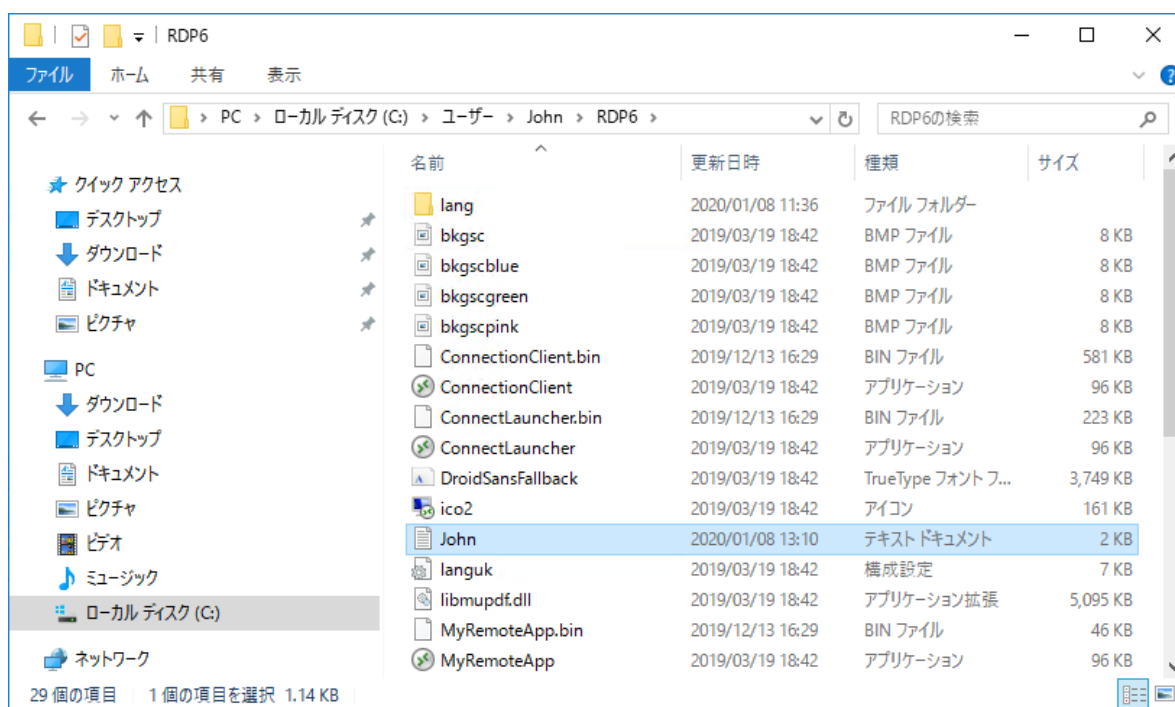 RDP6
ファイル ホーム 共有 表示
PC > ローカル ディスク (C:) > ユーザー > John > RDP6 > RDP6の検索
名前 更新日時 種類 サイズ
クイック アクセス
デスクトップ
ダウンロード
ドキュメント
ピクチャ
PC
ダウンロード
デスクトップ
ドキュメント
ピクチャ
ビデオ
ミュージック
ローカル ディスク (C:)
ネットワーク
lang 2020/01/08 11:36 ファイル フォルダー
bkgsc 2019/03/19 18:42 BMP ファイル 8 KB
bkgscblue 2019/03/19 18:42 BMP ファイル 8 KB
bkgscgreen 2019/03/19 18:42 BMP ファイル 8 KB
bkgscpink 2019/03/19 18:42 BMP ファイル 8 KB
ConnectionClient.bin 2019/12/13 16:29 BIN ファイル 581 KB
ConnectionClient 2019/03/19 18:42 アプリケーション 96 KB
ConnectLauncher.bin 2019/12/13 16:29 BIN ファイル 223 KB
ConnectLauncher 2019/03/19 18:42 アプリケーション 96 KB
DroidSansFallback 2019/03/19 18:42 TrueType フォント フ... 3,749 KB
ico2 2019/03/19 18:42 アイコン 161 KB
John 2020/01/08 13:10 テキスト ドキュメント 2 KB
languk 2019/03/19 18:42 構成設定 7 KB
libmupdf.dll 2019/03/19 18:42 アプリケーション拡張 5,095 KB
MyRemoteApp.bin 2019/12/13 16:29 BIN ファイル 46 KB
MyRemoteApp 2019/03/19 18:42 アプリケーション 96 KB
29 個の項目 1 個の項目を選択 1.14 KB